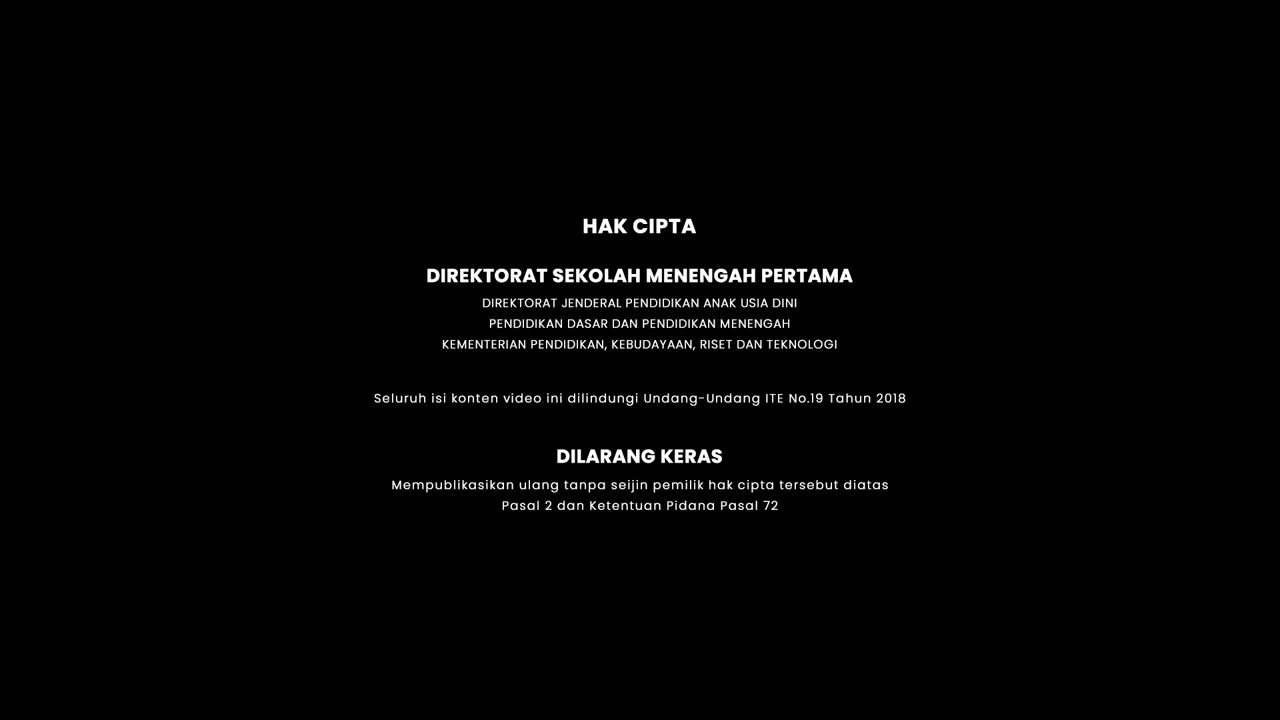 HAK CIPTA
DIREKTORAT SEKOLAH MENENGAH PERTAMA
DIREKTORAT JENDERAL PENDIDIKAN ANAK USIA DINI
PENDIDIKAN DASAR DAN PENDIDIKAN MENENGAH
KEMENTERIAN PENDIDIKAN, KEBUDAYAAN, RISET DAN TEKNOLOGI
Seluruh isi konten video ini dilindungi Undang-Undang ITE No.19 Tahun 2018
DILARANG KERAS
Mempublikasikan ulang tanpa seijin pemilik hak cipta tersebut diatas
Pasal 2 dan Ketentuan Pidana Pasal 72